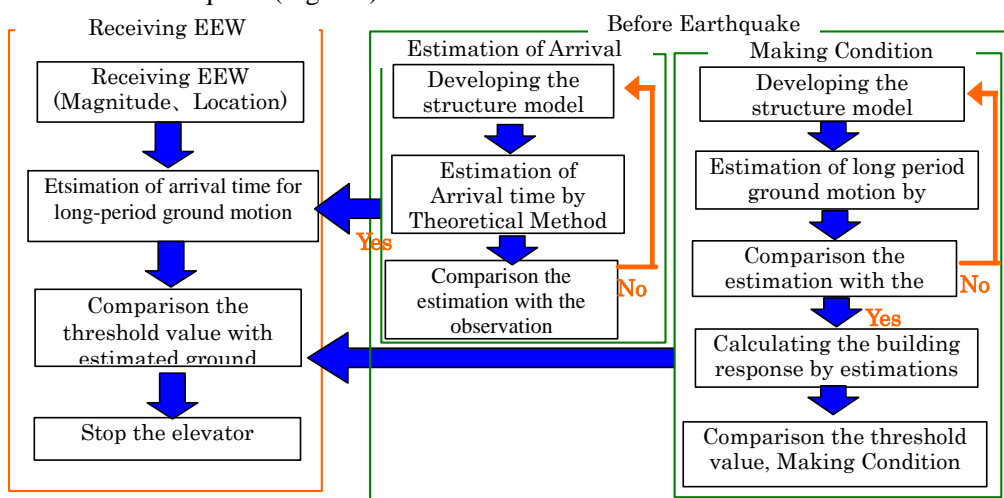 Receiving EEW
Receiving EEW
(Magnitude、Location)
Etsimation of arrival time for
long-period ground motion
Comparison the
threshold value with
estimated ground
Stop the elevator
Before Earthquake
Estimation of Arrival
Developing the
structure model
Estimation of
Arrival time by
Theoretical Method
Yes
Comparison the
estimation with the
observation
No
Making Condition
Developing the
structure model
Estimation of long period
ground motion by
Comparison the
estimation with the
No
Yes
Calculating the building
response by estimations
Comparison the threshold
value, Making Condition